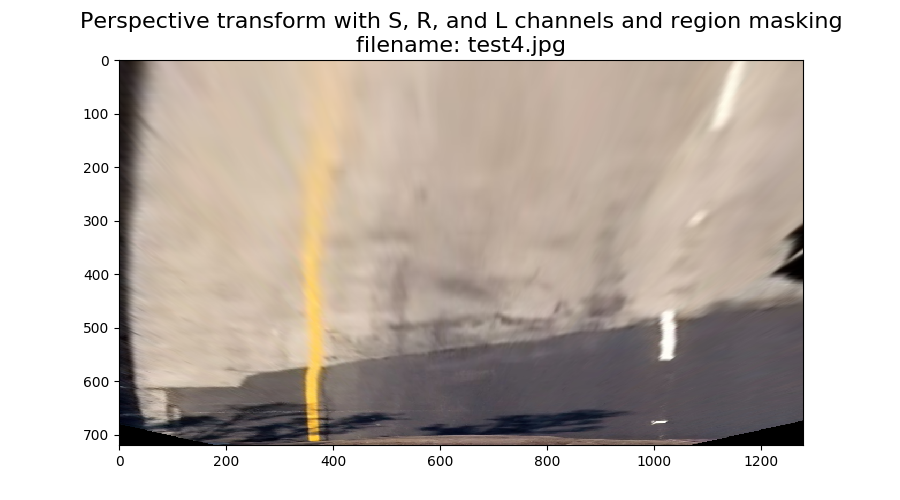 Perspective transform with S, R, and L channels and region masking
filename: test4.jpg
0
100
200
300
400
500
600
700
0 200 400 600 800 1000 1200